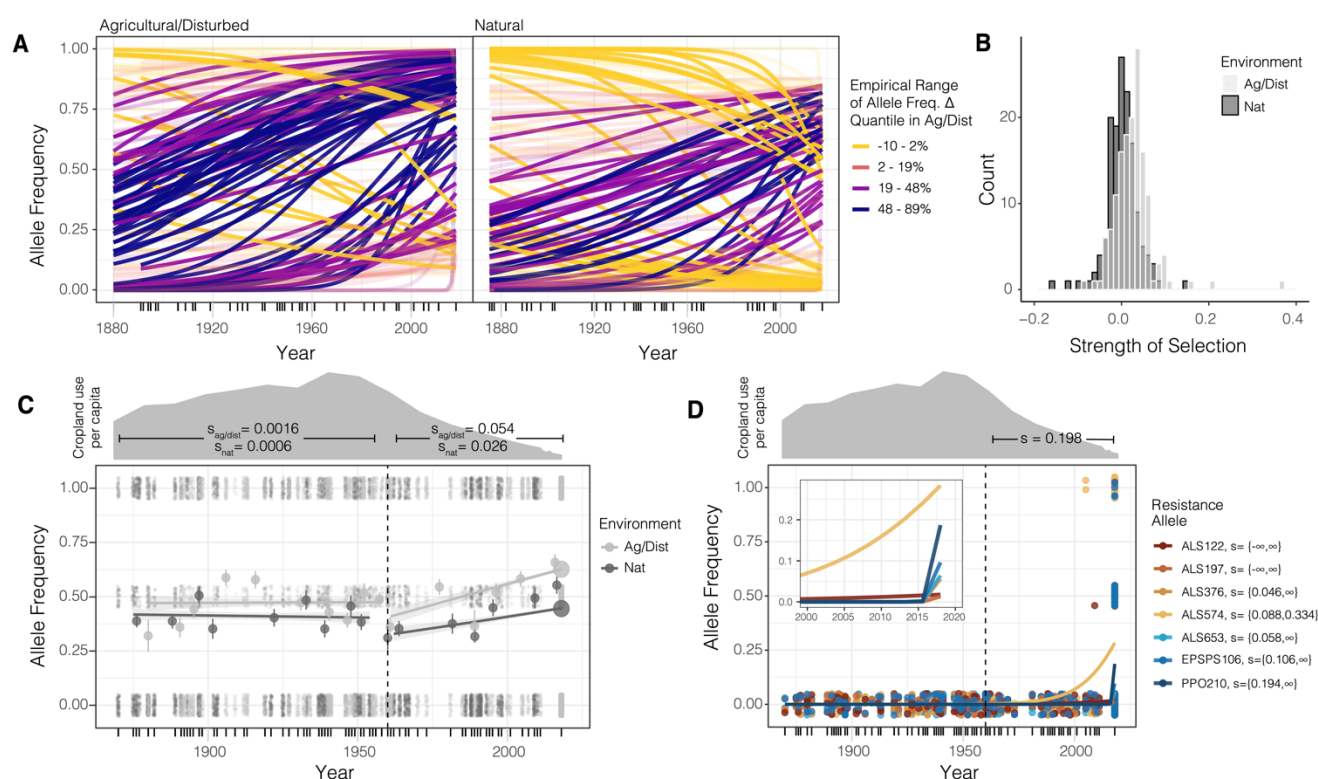 A
Agricultural/Disturbed
Natural
Allele Frequency
1.00
0.75
0.50
0.25
0.00
1880
1920
1960
2000
1880
1920
1960
2000
Year
Year
Empirical Range
of Allele Freq. Δ
Quantile in Ag/Dist
-10 - 2%
2 - 19%
19 - 48%
48 - 89%
B
Count
20
10
0
−0.2
0.0
0.2
0.4
Strength of Selection
Environment
Ag/Dist
Nat
C
Cropland use
per capita
s ag/dist = 0.0016
s nat = 0.0006
s ag/dist = 0.054
s nat = 0.026
Allele Frequency
1.00
0.75
0.50
0.25
0.00
1900
1950
2000
Year
Environment
Ag/Dist
Nat
D
Cropland use
per capita
s = 0.198
Allele Frequency
1.00
0.75
0.50
0.25
0.00
0.2
0.1
0.0
2000
2005
2010
2015
2020
1900
1950
2000
Year
Resistance
Allele
ALS122, s= {-∞,∞}
ALS197, s= {-∞,∞}
ALS376, s= {0.046,∞}
ALS574, s= {0.088,0.334}
ALS653, s= {0.058,∞}
EPSPS106, s={0.106,∞}
PPO210, s={0.194,∞}